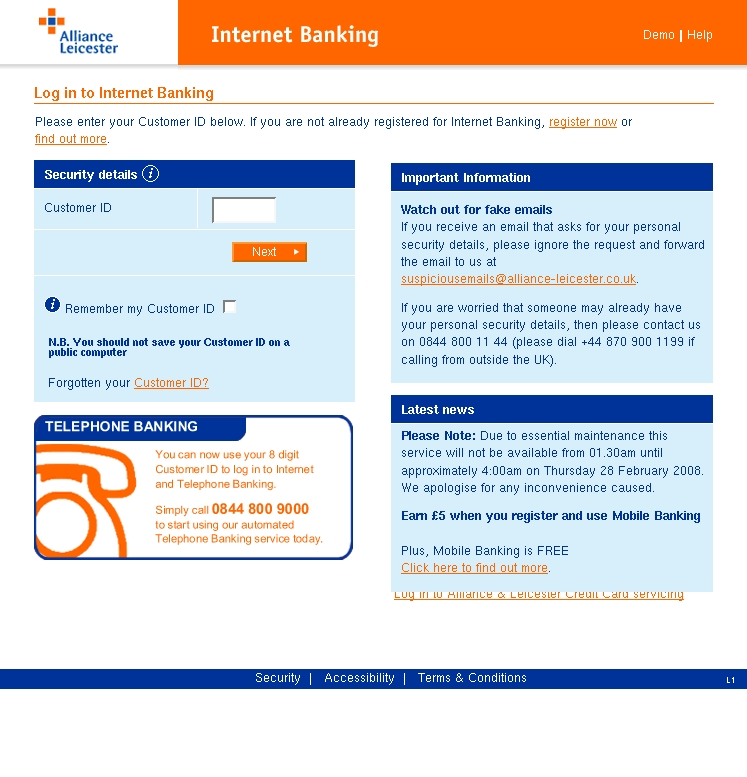 Alliance
Leicester
Internet Banking
Demo | Help
Log in to Internet Banking
Please enter your Customer ID below. If you are not already registered for Internet Banking, register now or
find out more.
Security details i
Customer ID
Next
i Remember my Customer ID
N.B. You should not save your Customer ID on a
public computer
Forgotten your Customer ID?
TELEPHONE BANKING
You can now use your 8 digit
Customer ID to log in to Internet
and Telephone Banking.
Simply call 0844 800 9000
to start using our automated
Telephone Banking service today.
Important Information
Watch out for fake emails
If you receive an email that asks for your personal
security details, please ignore the request and forward
the email to us at
suspiciousemails@alliance-leicester.co.uk.
If you are worried that someone may already have
your personal security details, then please contact us
on 0844 800 11 44 (please dial +44 870 900 1199 if
calling from outside the UK).
Latest news
Please Note: Due to essential maintenance this
service will not be available from 01.30am until
approximately 4:00am on Thursday 28 February 2008.
We apologise for any inconvenience caused.
Earn £5 when you register and use Mobile Banking
Plus, Mobile Banking is FREE
Click here to find out more.
Log in to Alliance & Leicester Credit Card servicing
Security | Accessibility | Terms & Conditions
L1